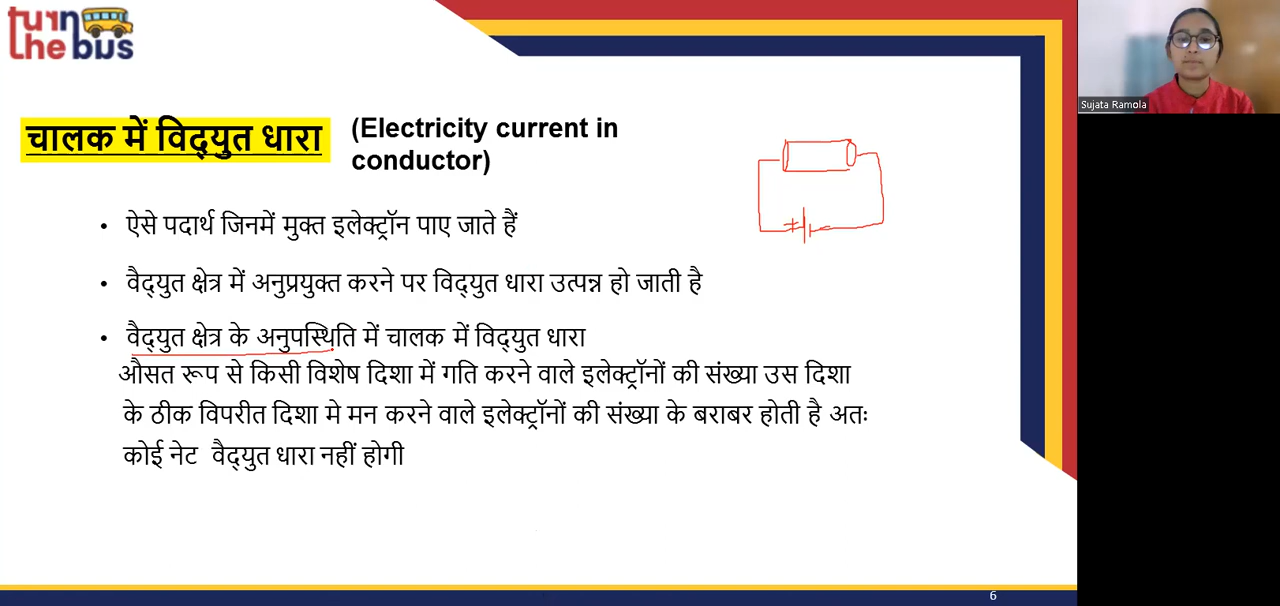 turn
the bus
Sujata Ramola
चालक में विद्युत धारा
(Electricity current in
conductor)
• ऐसे पदार्थ जिनमें मुक्त इलेक्ट्रॉन पाए जाते हैं
• वैद्युत क्षेत्र में अनुप्रयुक्त करने पर विद्युत धारा उत्पन्न हो जाती है
• वैद्युत क्षेत्र के अनुपस्थिति में चालक में विद्युत धारा
औसत रूप से किसी विशेष दिशा में गति करने वाले इलेक्ट्रॉनों की संख्या उस दिशा
के ठीक विपरीत दिशा मे मन करने वाले इलेक्ट्रॉनों की संख्या के बराबर होती है अतः
कोई नेट वैद्युत धारा नहीं होगी
6